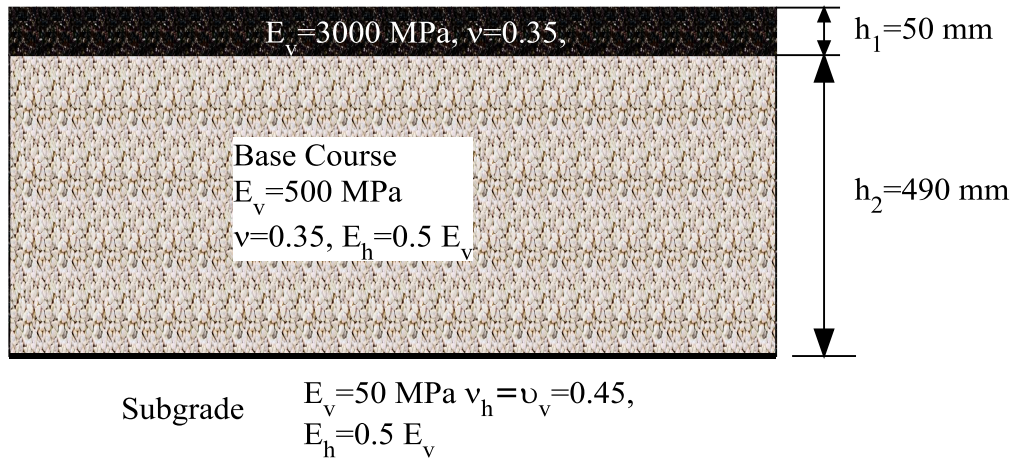 E_v=3000 MPa, ν=0.35,
h_1=50 mm
Base Course
E_v=500 MPa
ν=0.35, E_h=0.5 E_v
h_2=490 mm
Subgrade
E_v=50 MPa ν_h=υ_v=0.45,
E_h=0.5 E_v